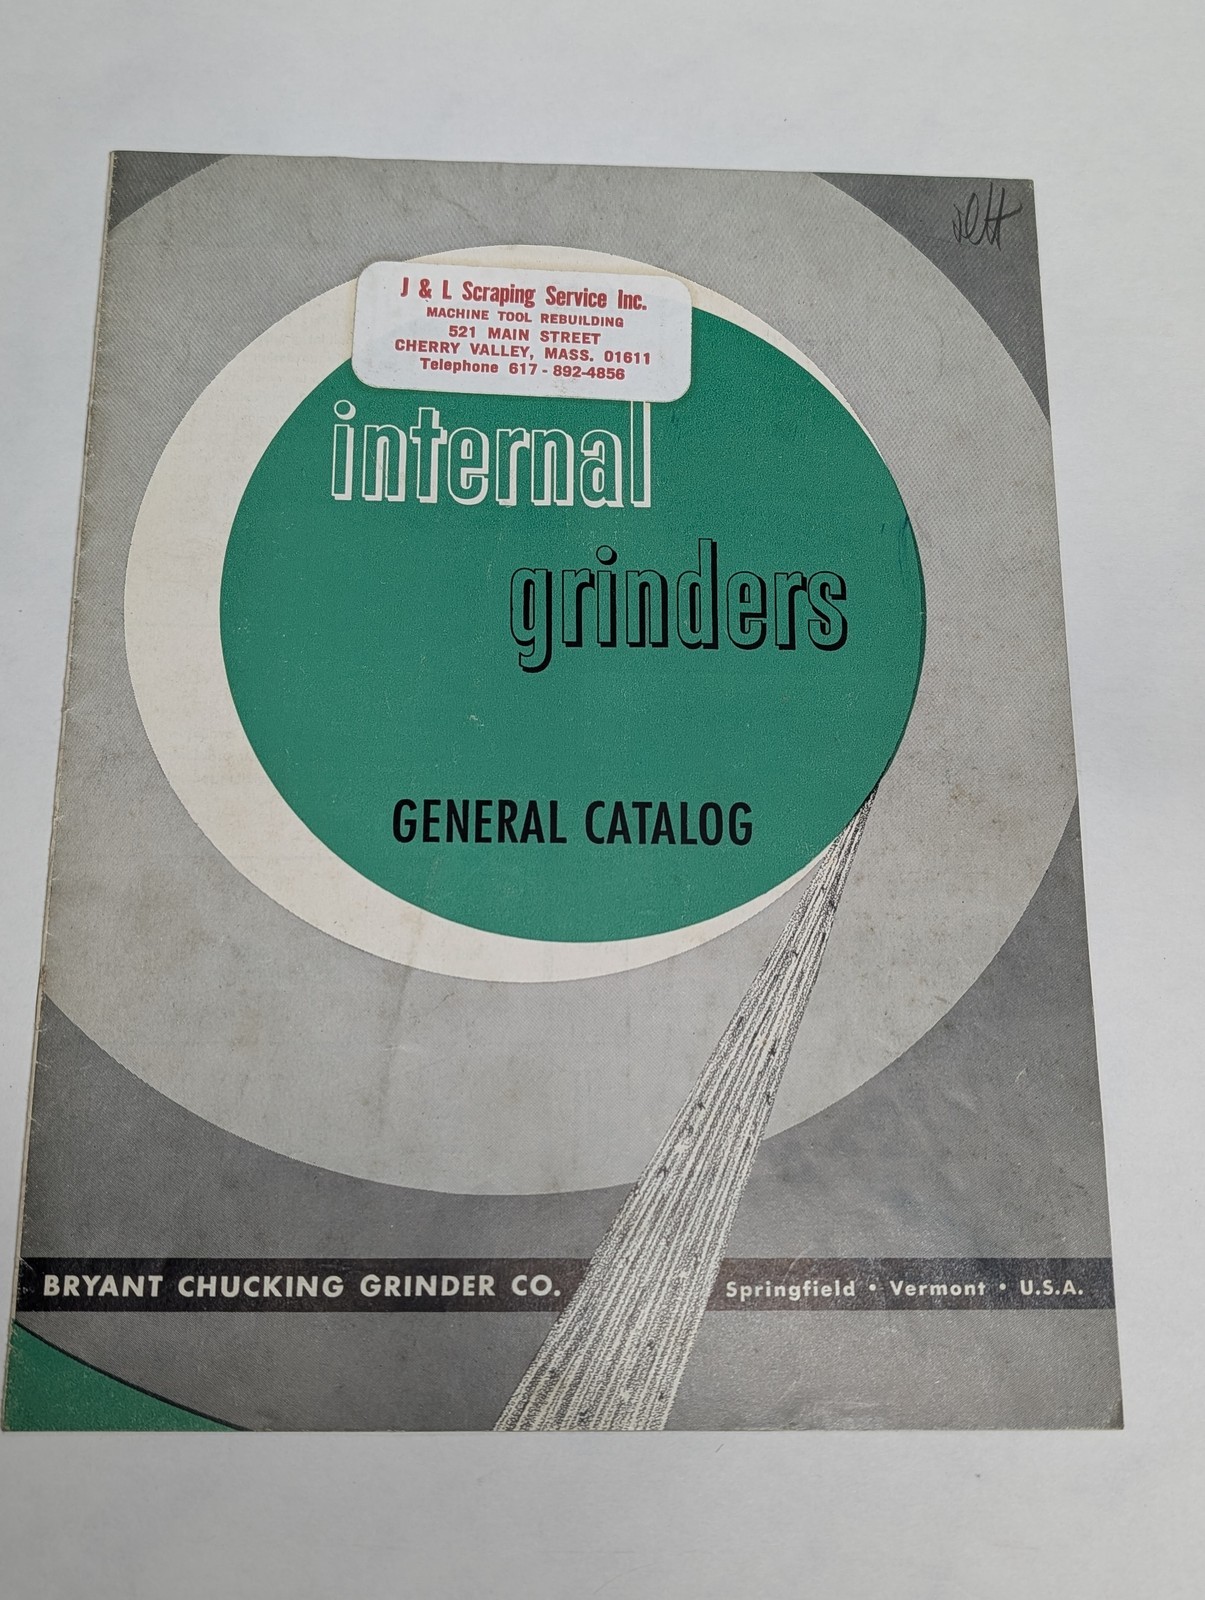 J & L Scraping Service Inc.
MACHINE TOOL REBUILDING
521 MAIN STREET
CHERRY VALLEY, MASS. 01611
Telephone 617-892-4856
internal
grinders
GENERAL CATALOG
BRYANT CHUCKING GRINDER CO.
Springfield • Vermont • U.S.A.